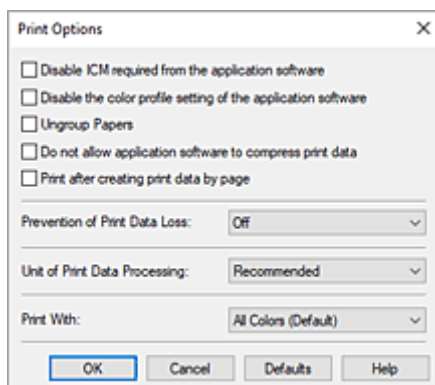 Print Options
Disable ICM required from the application software
Disable the color profile setting of the application software
Ungroup Papers
Do not allow application software to compress print data
Print after creating print data by page
Prevention of Print Data Loss: Off
Unit of Print Data Processing: Recommended
Print With: All Colors (Default)
OK Cancel Defaults Help